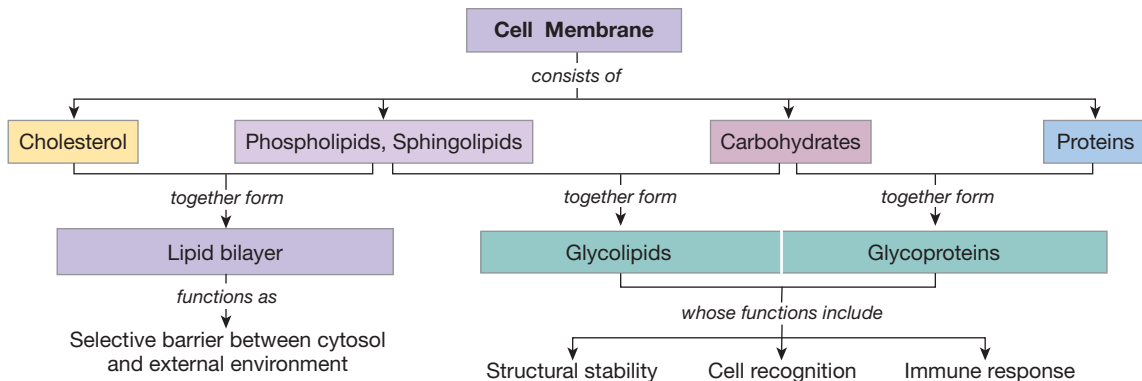 Cell Membrane
consists of
Cholesterol
Phospholipids, Sphingolipids
Carbohydrates
Proteins
together form
together form
together form
Lipid bilayer
Glycolipids
Glycoproteins
functions as
whose functions include
Selective barrier between cytosol
and external environment
Structural stability
Cell recognition
Immune response